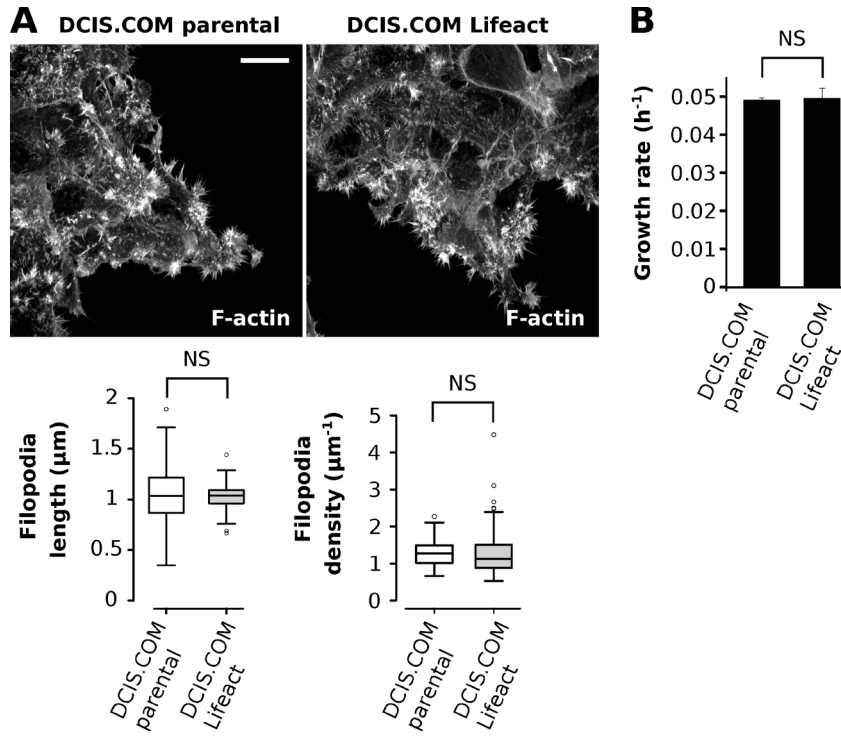 A
DCIS.COM parental
DCIS.COM Lifeact
F-actin
F-actin
NS
2
1.5
1
0.5
0
Filopodia
length (μm)
DCIS.COM
parental
DCIS.COM
Lifeact
NS
5
4
3
2
1
0
Filopodia
density (μm⁻¹)
DCIS.COM
parental
DCIS.COM
Lifeact
B
NS
0.05
0.04
0.03
0.02
0.01
0
Growth rate (h⁻¹)
DCIS.COM
parental
DCIS.COM
Lifeact